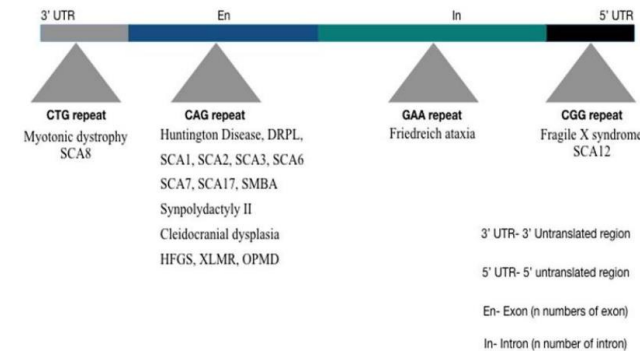 3' UTR En In 5' UTR
CTG repeat
Myotonic dystrophy
SCA8
CAG repeat
Huntington Disease, DRPL,
SCA1, SCA2, SCA3, SCA6
SCA7, SCA17, SMBA
Synpolydactyly II
Cleidocranial dysplasia
HFGS, XLMR, OPMD
GAA repeat
Friedreich ataxia
CGG repeat
Fragile X syndrome
SCA12
3' UTR- 3' Untranslated region
5' UTR- 5' untranslated region
En- Exon (n numbers of exon)
In- Intron (n number of intron)